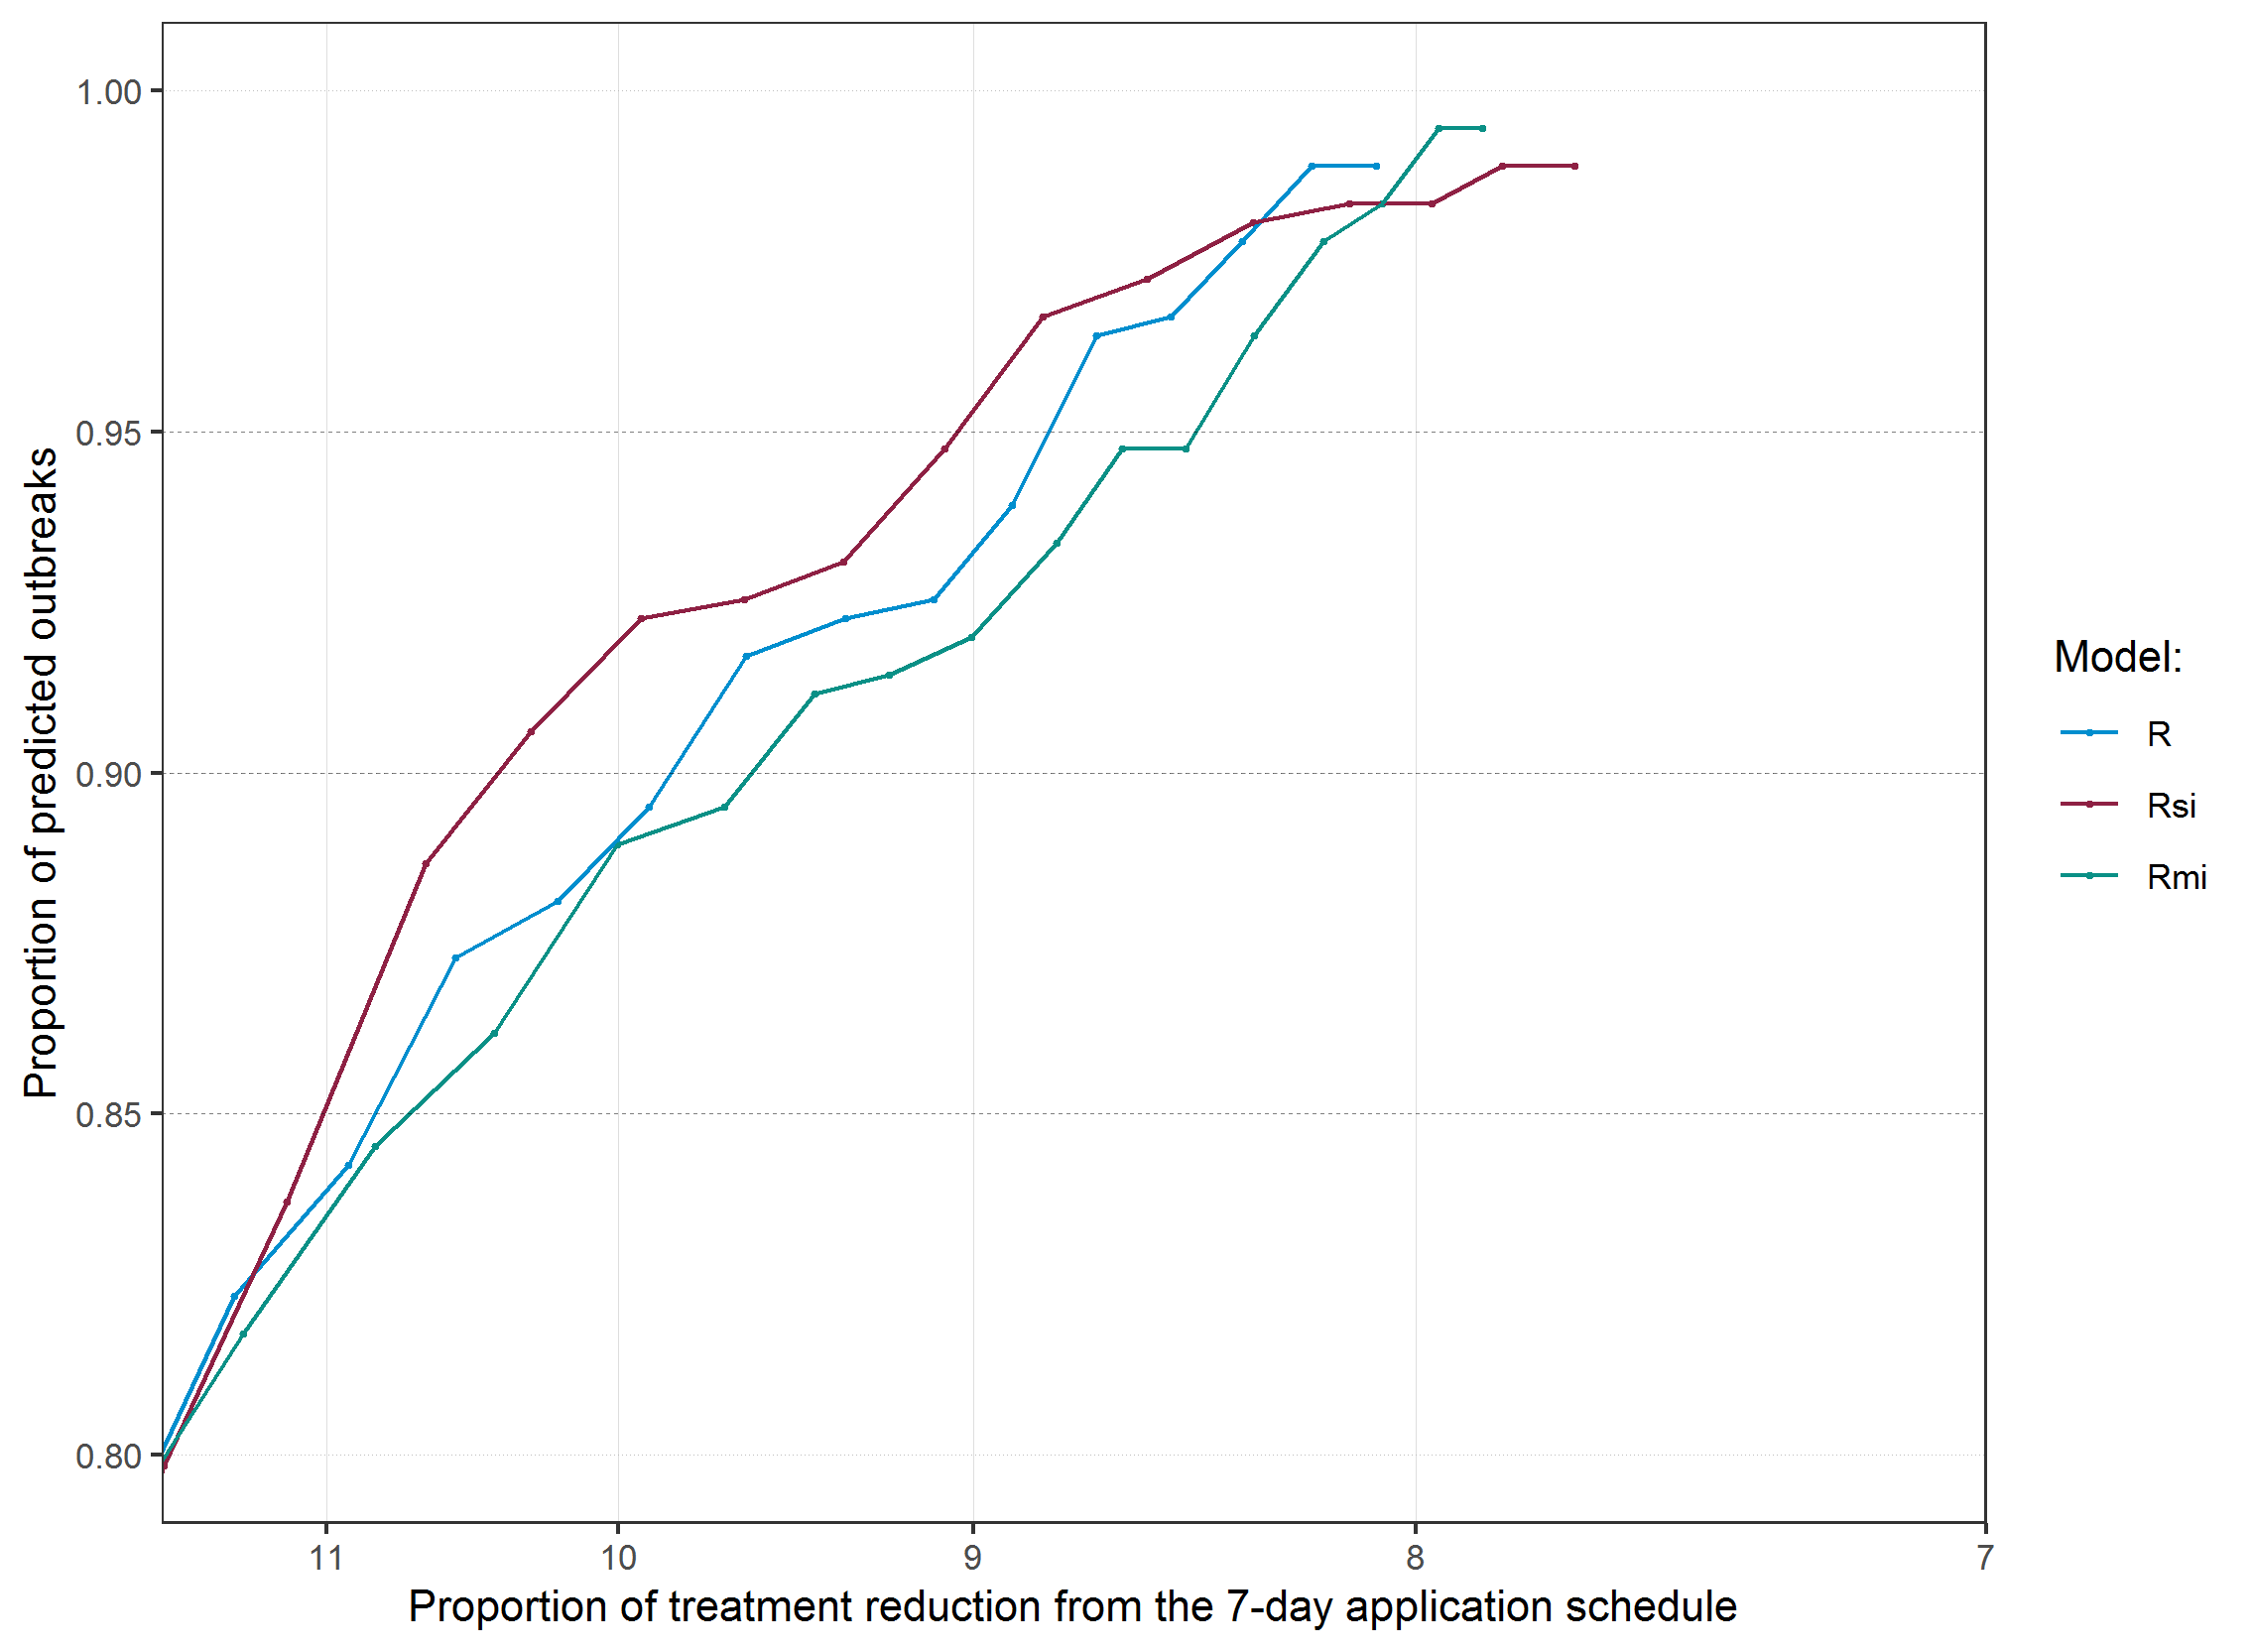 Proportion of predicted outbreaks
1.00
0.95
0.90
0.85
0.80
11 10 9 8 7
Proportion of treatment reduction from the 7-day application schedule
Model:
R
Rsi
Rmi